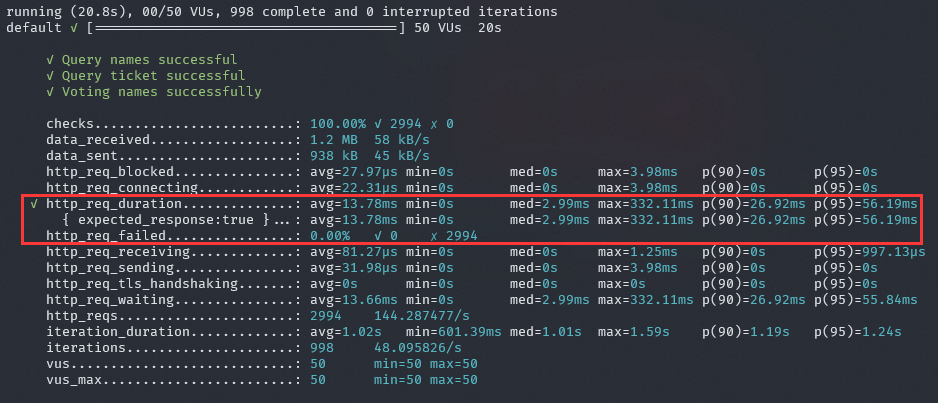 running (20.8s), 00/50 VUs, 998 complete and 0 interrupted iterations
default ✓ [======================================] 50 VUs  20s
✓ Query names successful
✓ Query ticket successful
✓ Voting names successfully
checks.........................: 100.00% ✓ 2994 ✗ 0
data_received..................: 1.2 MB  58 kB/s
data_sent......................: 938 kB  45 kB/s
http_req_blocked...............: avg=27.97µs min=0s       med=0s     max=3.98ms   p(90)=0s      p(95)=0s
http_req_connecting............: avg=22.31µs min=0s       med=0s     max=3.98ms   p(90)=0s      p(95)=0s
✓ http_req_duration..............: avg=13.78ms min=0s       med=2.99ms max=332.11ms p(90)=26.92ms p(95)=56.19ms
{ expected_response:true }...: avg=13.78ms min=0s       med=2.99ms max=332.11ms p(90)=26.92ms p(95)=56.19ms
http_req_failed................: 0.00%   ✓ 0    ✗ 2994
http_req_receiving.............: avg=81.27µs min=0s       med=0s     max=1.25ms   p(90)=0s      p(95)=997.13µs
http_req_sending...............: avg=31.98µs min=0s       med=0s     max=3.98ms   p(90)=0s      p(95)=0s
http_req_tls_handshaking.......: avg=0s      min=0s       med=0s     max=0s       p(90)=0s      p(95)=0s
http_req_waiting...............: avg=13.66ms min=0s       med=2.99ms max=332.11ms p(90)=26.92ms p(95)=55.84ms
http_reqs......................: 2994    144.287477/s
iteration_duration.............: avg=1.02s   min=601.39ms med=1.01s  max=1.59s    p(90)=1.19s   p(95)=1.24s
iterations.....................: 998     48.095826/s
vus............................: 50      min=50 max=50
vus_max........................: 50      min=50 max=50